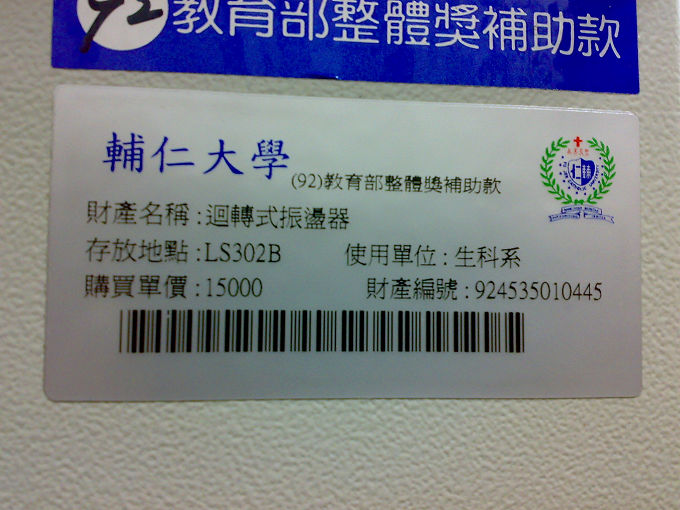 92 教育部整體獎補助款
輔仁大學
(92)教育部整體獎補助款
財產名稱:迴轉式振盪器
存放地點:LS302B 使用單位:生科系
購買單價:15000 財產編號:924535010445